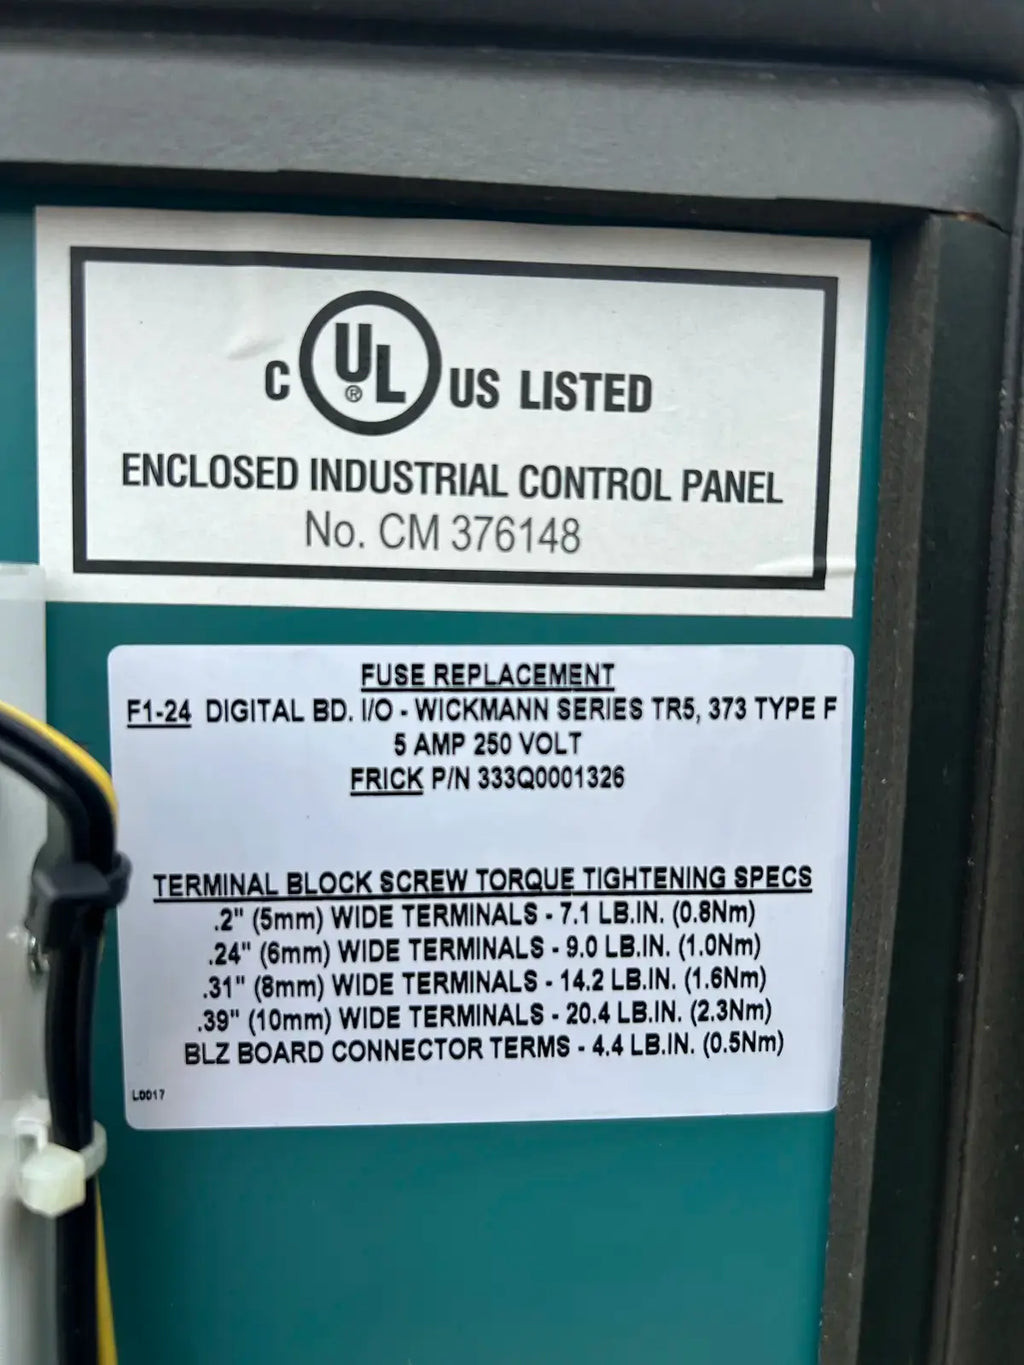 C UL ® US LISTED
ENCLOSED INDUSTRIAL CONTROL PANEL
No. CM 376148
FUSE REPLACEMENT
F1-24 DIGITAL BD. I/O - WICKMANN SERIES TR5, 373 TYPE F
5 AMP 250 VOLT
FRICK P/N 333Q0001326
TERMINAL BLOCK SCREW TORQUE TIGHTENING SPECS
.2" (5mm) WIDE TERMINALS - 7.1 LB.IN. (0.8Nm)
.24" (6mm) WIDE TERMINALS - 9.0 LB.IN. (1.0Nm)
.31" (8mm) WIDE TERMINALS - 14.2 LB.IN. (1.6Nm)
.39" (10mm) WIDE TERMINALS - 20.4 LB.IN. (2.3Nm)
BLZ BOARD CONNECTOR TERMS - 4.4 LB.IN. (0.5Nm)
LD017